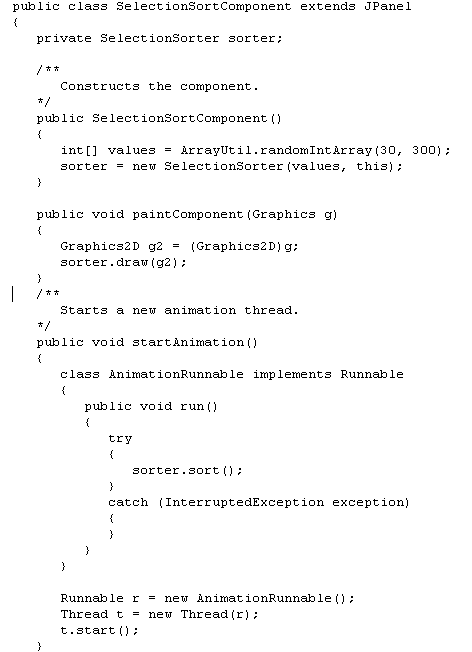 public class SelectionSortComponent extends JPanel
{
   private SelectionSorter sorter;

   /**
      Constructs the component.
   */
   public SelectionSortComponent()
   {
      int[] values = ArrayUtil.randomIntArray(30, 300);
      sorter = new SelectionSorter(values, this);
   }

   public void paintComponent(Graphics g)
   {
      Graphics2D g2 = (Graphics2D)g;
      sorter.draw(g2);
   }
   /**
      Starts a new animation thread.
   */
   public void startAnimation()
   {
      class AnimationRunnable implements Runnable
      {
         public void run()
         {
            try
            {
               sorter.sort();
            }
            catch (InterruptedException exception)
            {
            }
         }
      }

      Runnable r = new AnimationRunnable();
      Thread t = new Thread(r);
      t.start();
   }